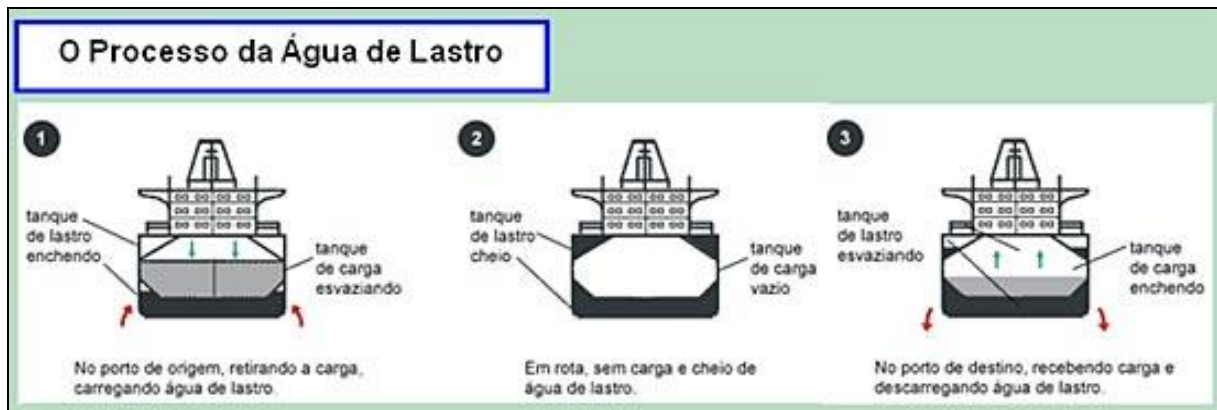 O Processo da Água de Lastro
1
tanque
de lastro
enchendo
tanque
de carga
esvaziando
No porto de origem, retirando a carga,
carregando água de lastro.
2
tanque
de lastro
cheio
tanque
de carga
vazio
Em rota, sem carga e cheio de
água de lastro.
3
tanque
de lastro
esvaziando
tanque
de carga
enchendo
No porto de destino, recebendo carga e
descarregando água de lastro.